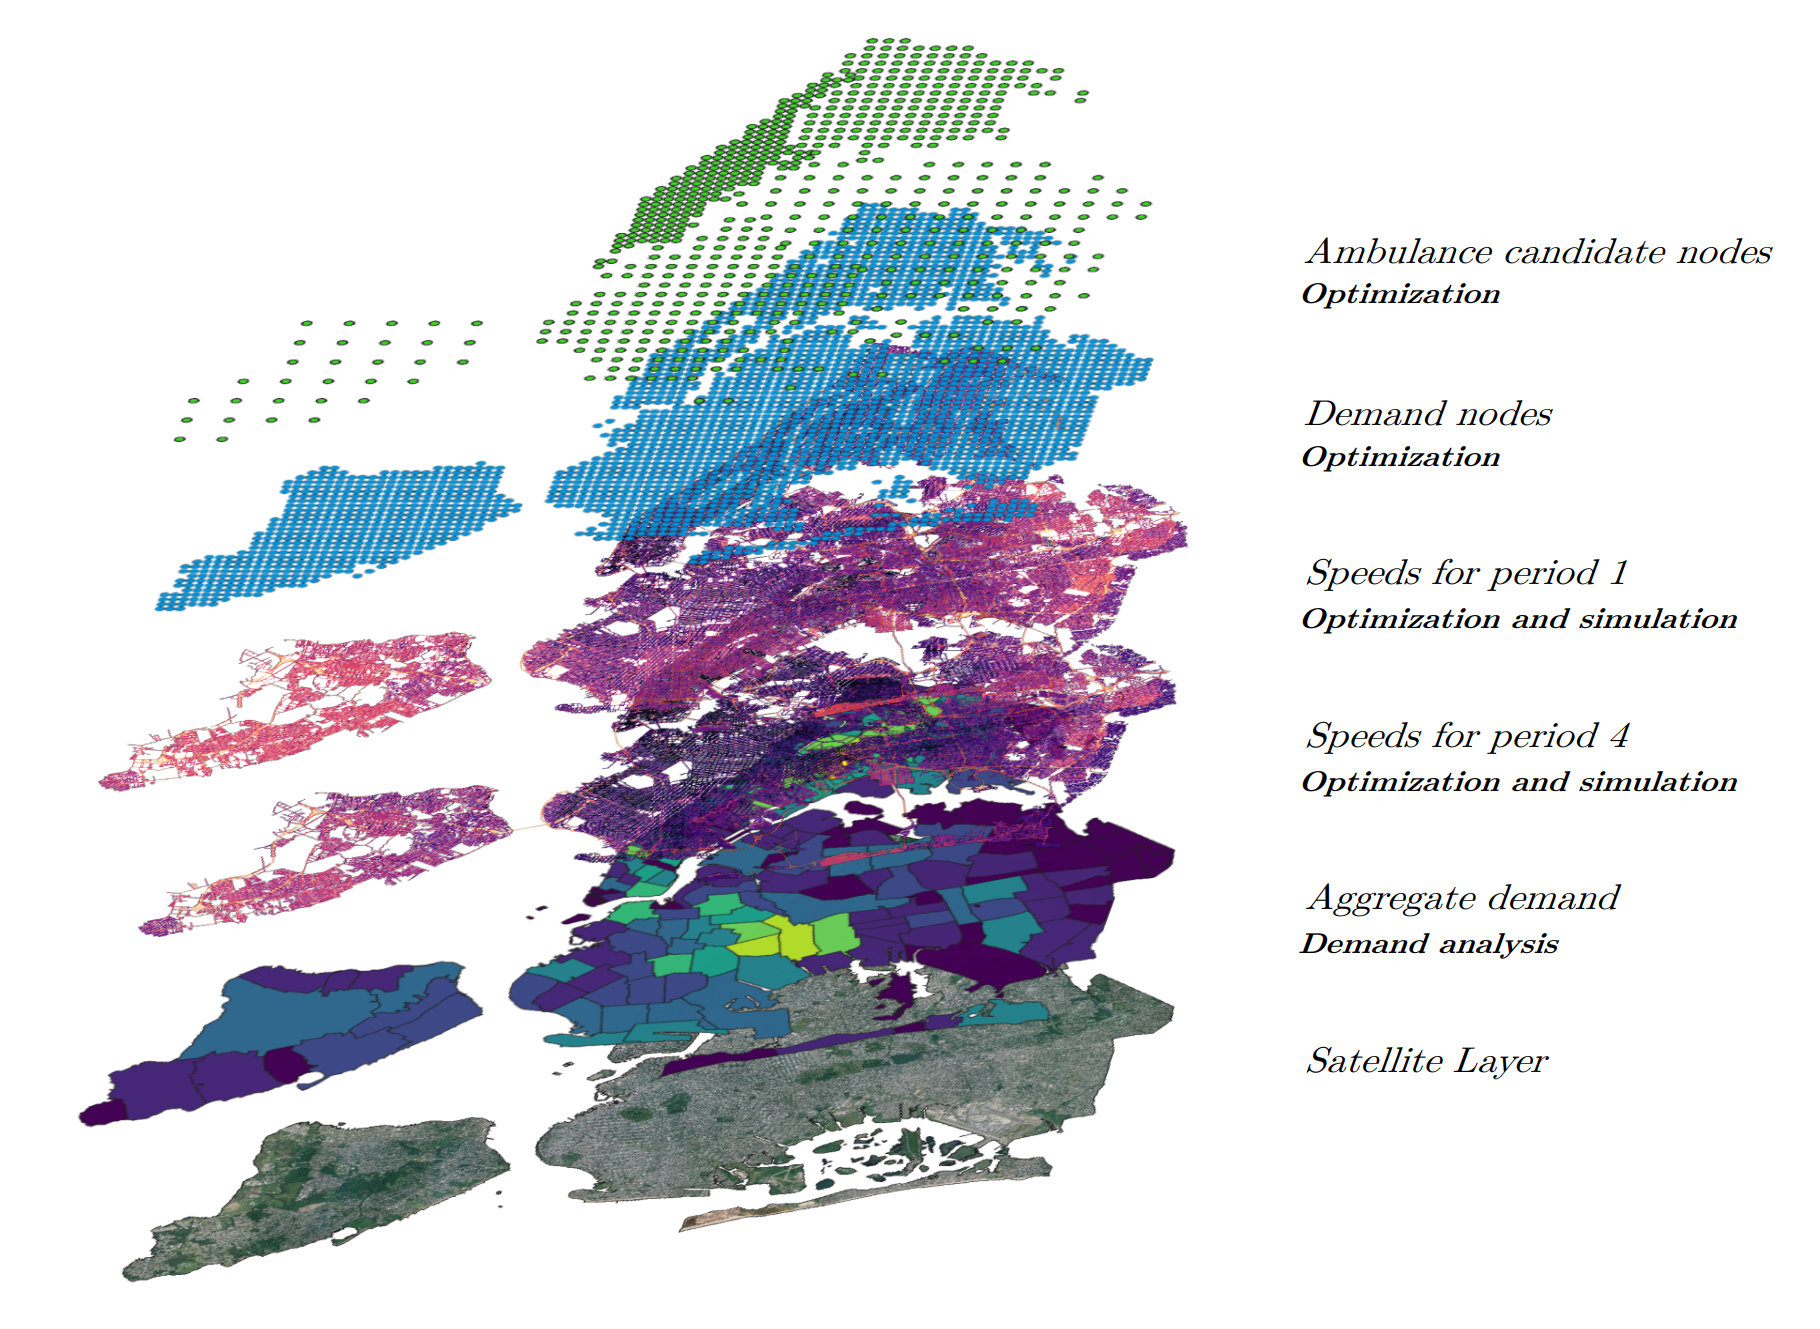 Ambulance candidate nodes
Optimization
Demand nodes
Optimization
Speeds for period 1
Optimization and simulation
Speeds for period 4
Optimization and simulation
Aggregate demand
Demand analysis
Satellite Layer